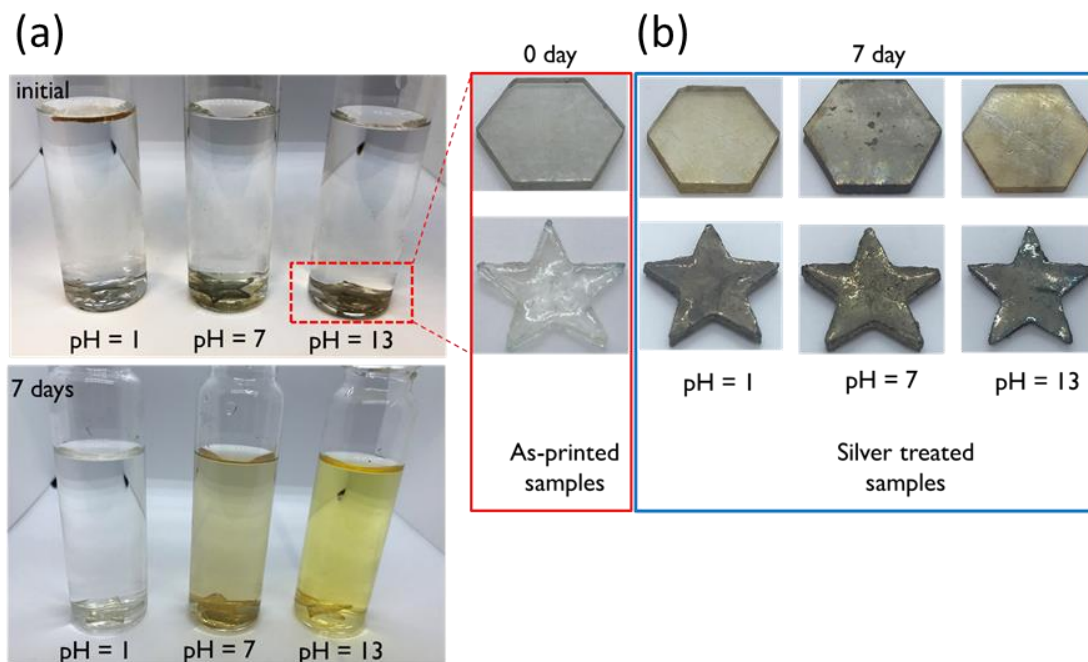 (a)
initial
pH = 1
pH = 7
pH = 13
7 days
pH = 1
pH = 7
pH = 13
0 day
As-printed
samples
(b)
7 day
pH = 1
pH = 7
pH = 13
Silver treated
samples